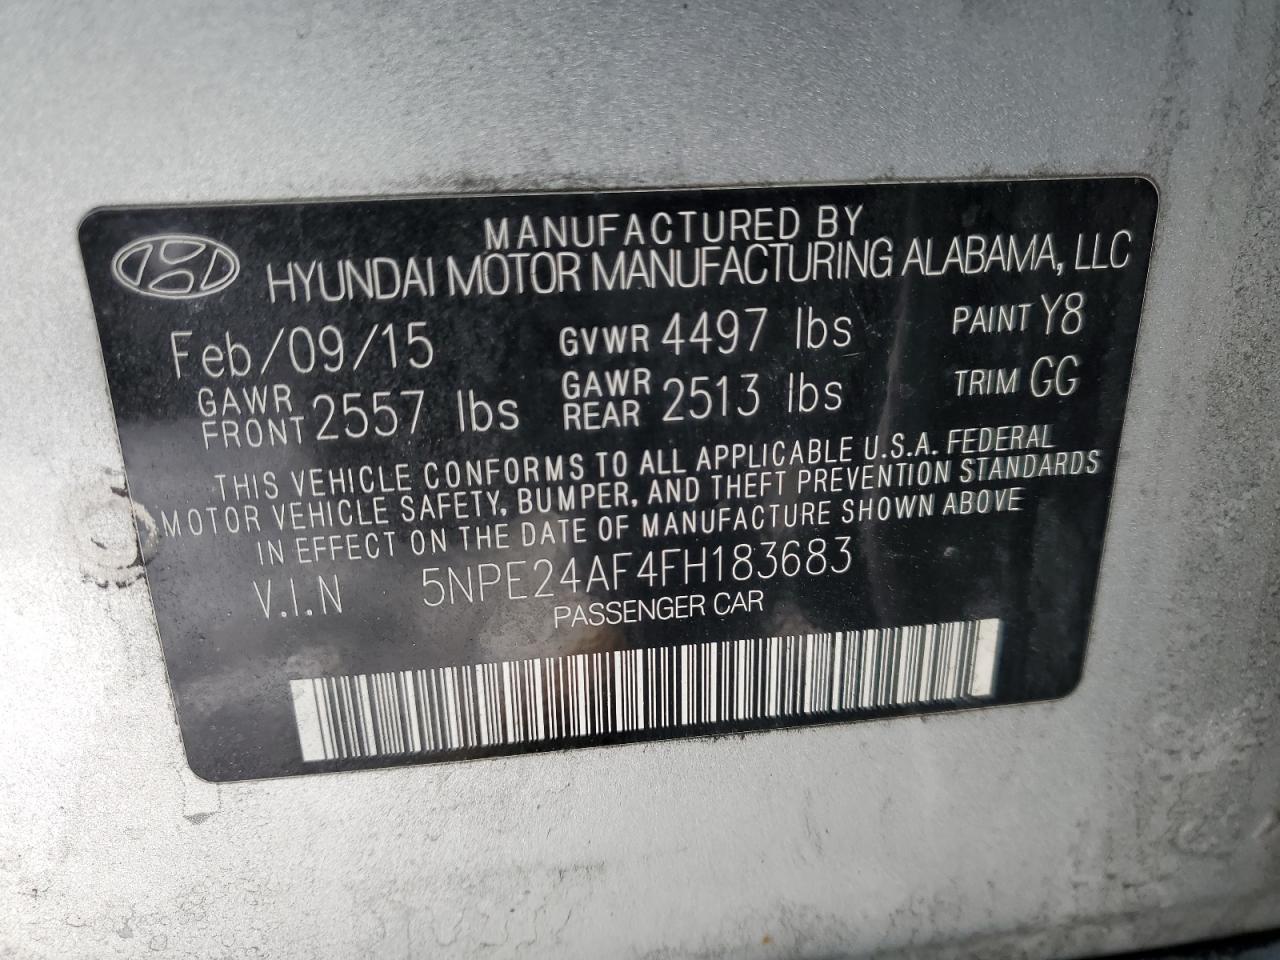 MANUFACTURED BY
HYUNDAI MOTOR MANUFACTURING ALABAMA, LLC
Feb/09/15 GVWR 4497 lbs PAINT Y8
GAWR FRONT 2557 lbs GAWR REAR 2513 lbs TRIM GG
THIS VEHICLE CONFORMS TO ALL APPLICABLE U.S.A. FEDERAL
MOTOR VEHICLE SAFETY, BUMPER, AND THEFT PREVENTION STANDARDS
IN EFFECT ON THE DATE OF MANUFACTURE SHOWN ABOVE
V.I.N 5NPE24AF4FH183683
PASSENGER CAR